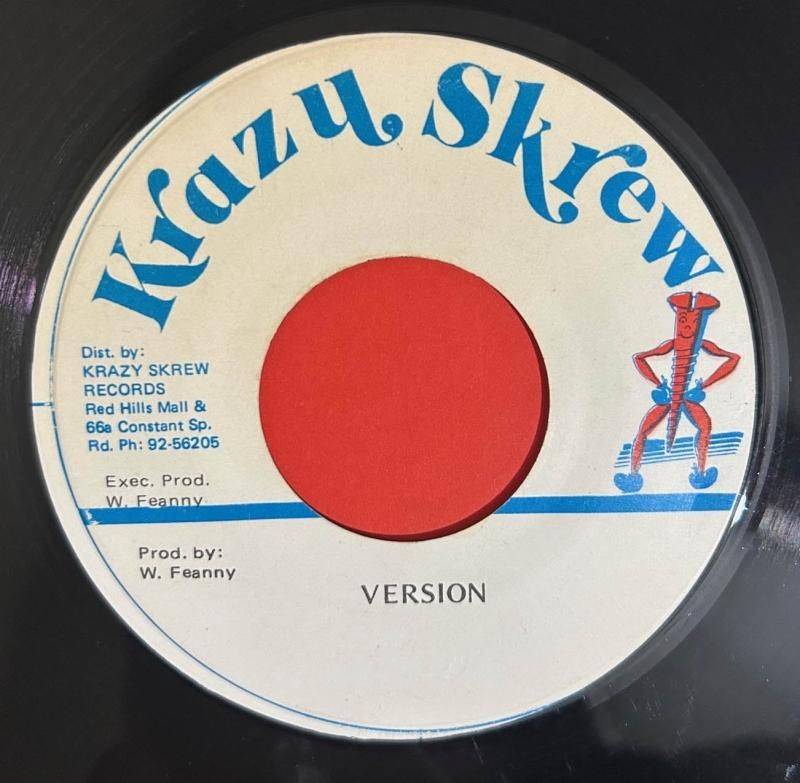 Krazy Skrew
Dist. by:
KRAZY SKREW
RECORDS
Red Hills Mall &
66a Constant Sp.
Rd. Ph: 92-56205
Exec. Prod.
W. Feanny
Prod. by:
W. Feanny
VERSION